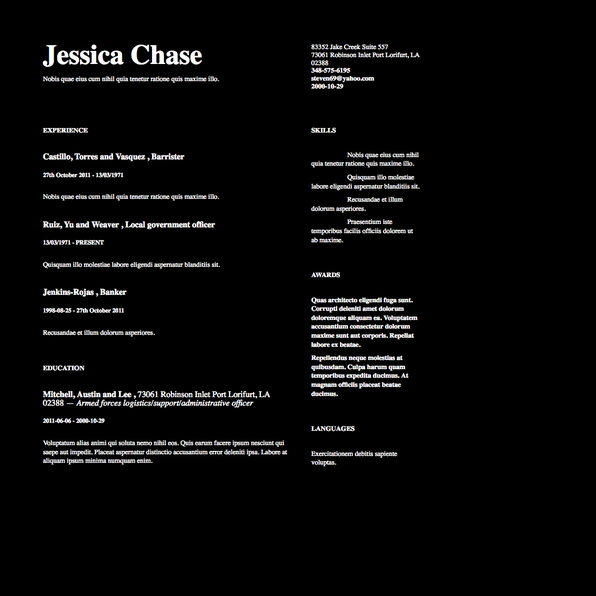 Jessica Chase
Nobis quae eius cum nihil quia tenetur ratione quis maxime illo.
83352 Jake Creek Suite 557
73061 Robinson Inlet Port Lorifurt, LA
02388
348-575-6195
steven69@yahoo.com
2000-10-29
EXPERIENCE
Castillo, Torres and Vasquez , Barrister
27th October 2011 - 13/03/1971
Nobis quae eius cum nihil quia tenetur ratione quis maxime illo.
Ruiz, Yu and Weaver , Local government officer
13/03/1971 - PRESENT
Quisquam illo molestiae labore eligendi aspernatur blanditiis sit.
Jenkins-Rojas , Banker
1998-08-25 - 27th October 2011
Recusandae et illum dolorum asperiores.
EDUCATION
Mitchell, Austin and Lee , 73061 Robinson Inlet Port Lorifurt, LA
02388 — Armed forces logistics/support/administrative officer
2011-06-06 - 2000-10-29
Voluptatum alias animi qui soluta nemo nihil eos. Quis earum facere ipsum nesciunt qui
saepe aut impedit. Placeat aspernatur distinctio accusantium error deleniti ipsa. Labore at
aliquam ipsum minima numquam enim.
SKILLS
Nobis quae eius cum nihil
quia tenetur ratione quis maxime illo.
Quisquam illo molestiae
labore eligendi aspernatur blanditiis sit.
Recusandae et illum
dolorum asperiores.
Praesentium iste
temporibus facilis officiis dolorem ut
ab maxime.
AWARDS
Quas architecto eligendi fuga sunt.
Corrupti deleniti amet dolorum
doloremque aliquam ea. Voluptatem
accusantium consectetur dolorum
maxime sunt aut corporis. Repellat
labore ex beatae.
Repellendus neque molestias at
quibusdam. Culpa harum quam
temporibus expedita ducimus. At
magnam officiis placeat beatae
ducimus.
LANGUAGES
Exercitationem debitis sapiente
voluptas.